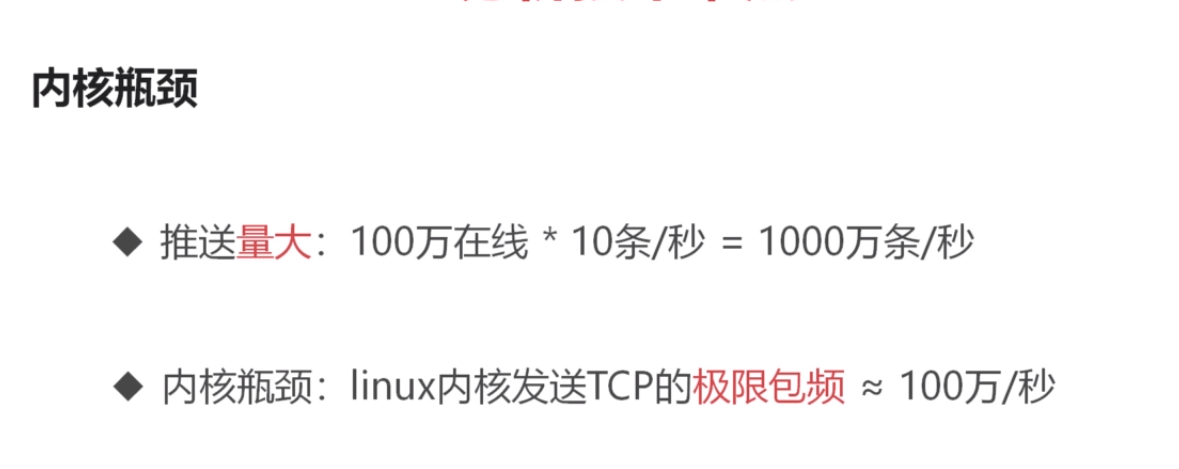 内核瓶颈
◆ 推送量大：100万在线 * 10条/秒 = 1000万条/秒
◆ 内核瓶颈：linux内核发送TCP的极限包频 ≈ 100万/秒